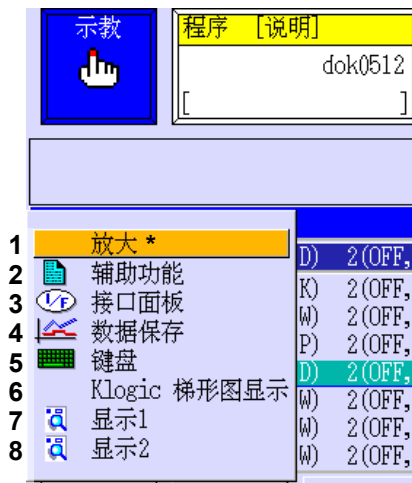 示教
程序 [说明]
dok0512
[ ]
1 放大 *
2 辅助功能
3 I/F 接口面板
4 数据保存
5 键盘
6 Klogic 梯形图显示
7 显示1
8 显示2
D) 2(OFF,
K) 2(OFF,
W) 2(OFF,
P) 2(OFF,
D) 2(OFF,
W) 2(OFF,
W) 2(OFF,
W) 2(OFF,